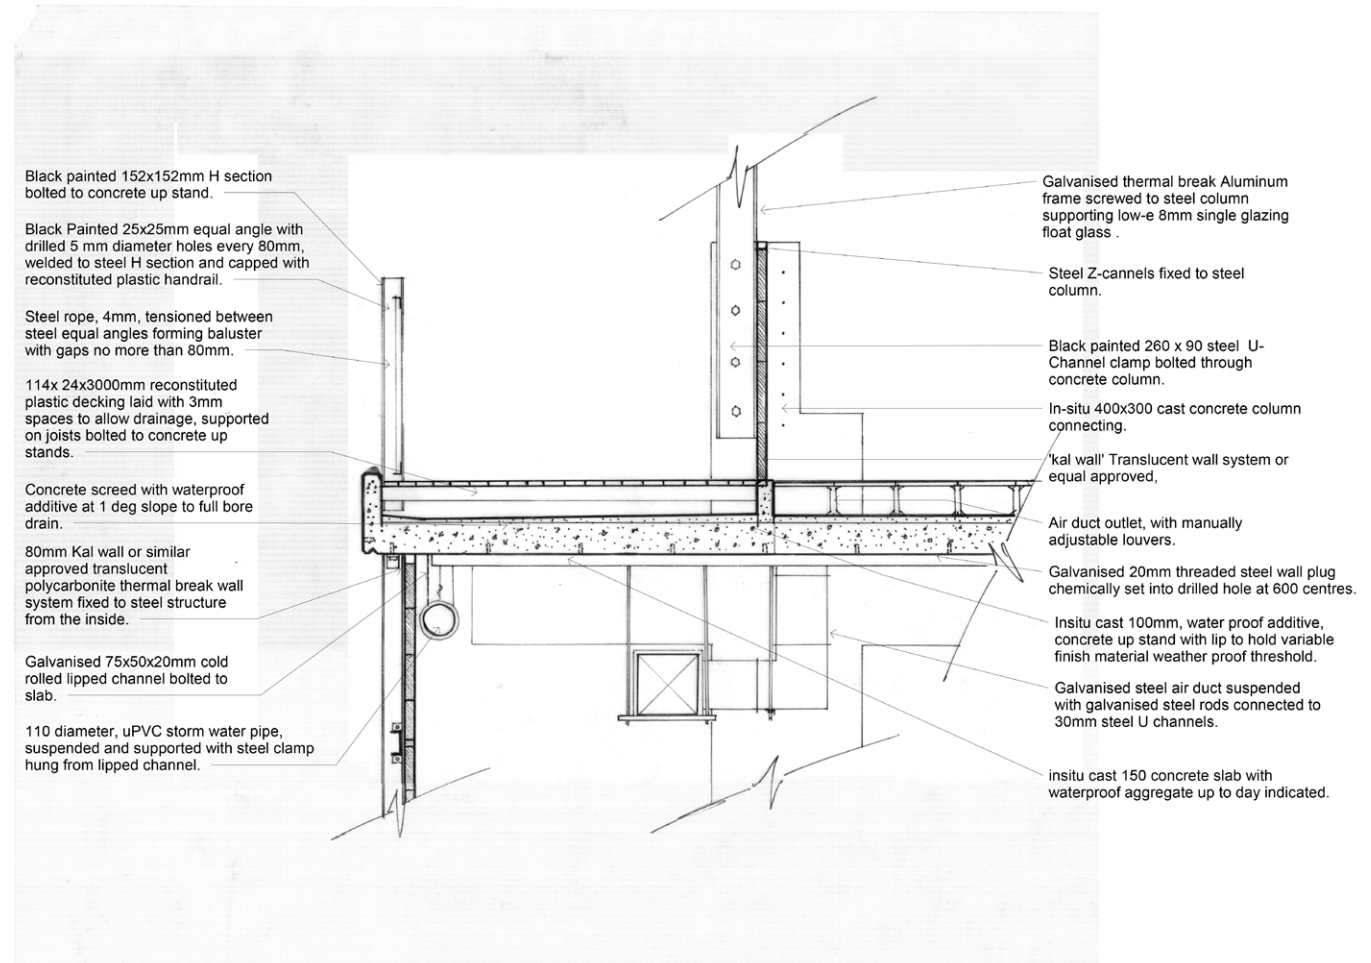 Black painted 152x152mm H section
bolted to concrete up stand.
Black Painted 25x25mm equal angle with
drilled 5 mm diameter holes every 80mm,
welded to steel H section and capped with
reconstituted plastic handrail.
Steel rope, 4mm, tensioned between
steel equal angles forming baluster
with gaps no more than 80mm.
114x 24x3000mm reconstituted
plastic decking laid with 3mm
spaces to allow drainage, supported
on joists bolted to concrete up
stands.
Concrete screed with waterproof
additive at 1 deg slope to full bore
drain.
80mm Kal wall or similar
approved translucent
polycarbonite thermal break wall
system fixed to steel structure
from the inside.
Galvanised 75x50x20mm cold
rolled lipped channel bolted to
slab.
110 diameter, uPVC storm water pipe,
suspended and supported with steel clamp
hung from lipped channel.
Galvanised thermal break Aluminum
frame screwed to steel column
supporting low-e 8mm single glazing
float glass .
Steel Z-cannels fixed to steel
column.
Black painted 260 x 90 steel  U-
Channel clamp bolted through
concrete column.
In-situ 400x300 cast concrete column
connecting.
'kal wall' Translucent wall system or
equal approved,
Air duct outlet, with manually
adjustable louvers.
Galvanised 20mm threaded steel wall plug
chemically set into drilled hole at 600 centres.
Insitu cast 100mm, water proof additive,
concrete up stand with lip to hold variable
finish material weather proof threshold.
Galvanised steel air duct suspended
with galvanised steel rods connected to
30mm steel U channels.
insitu cast 150 concrete slab with
waterproof aggregate up to day indicated.